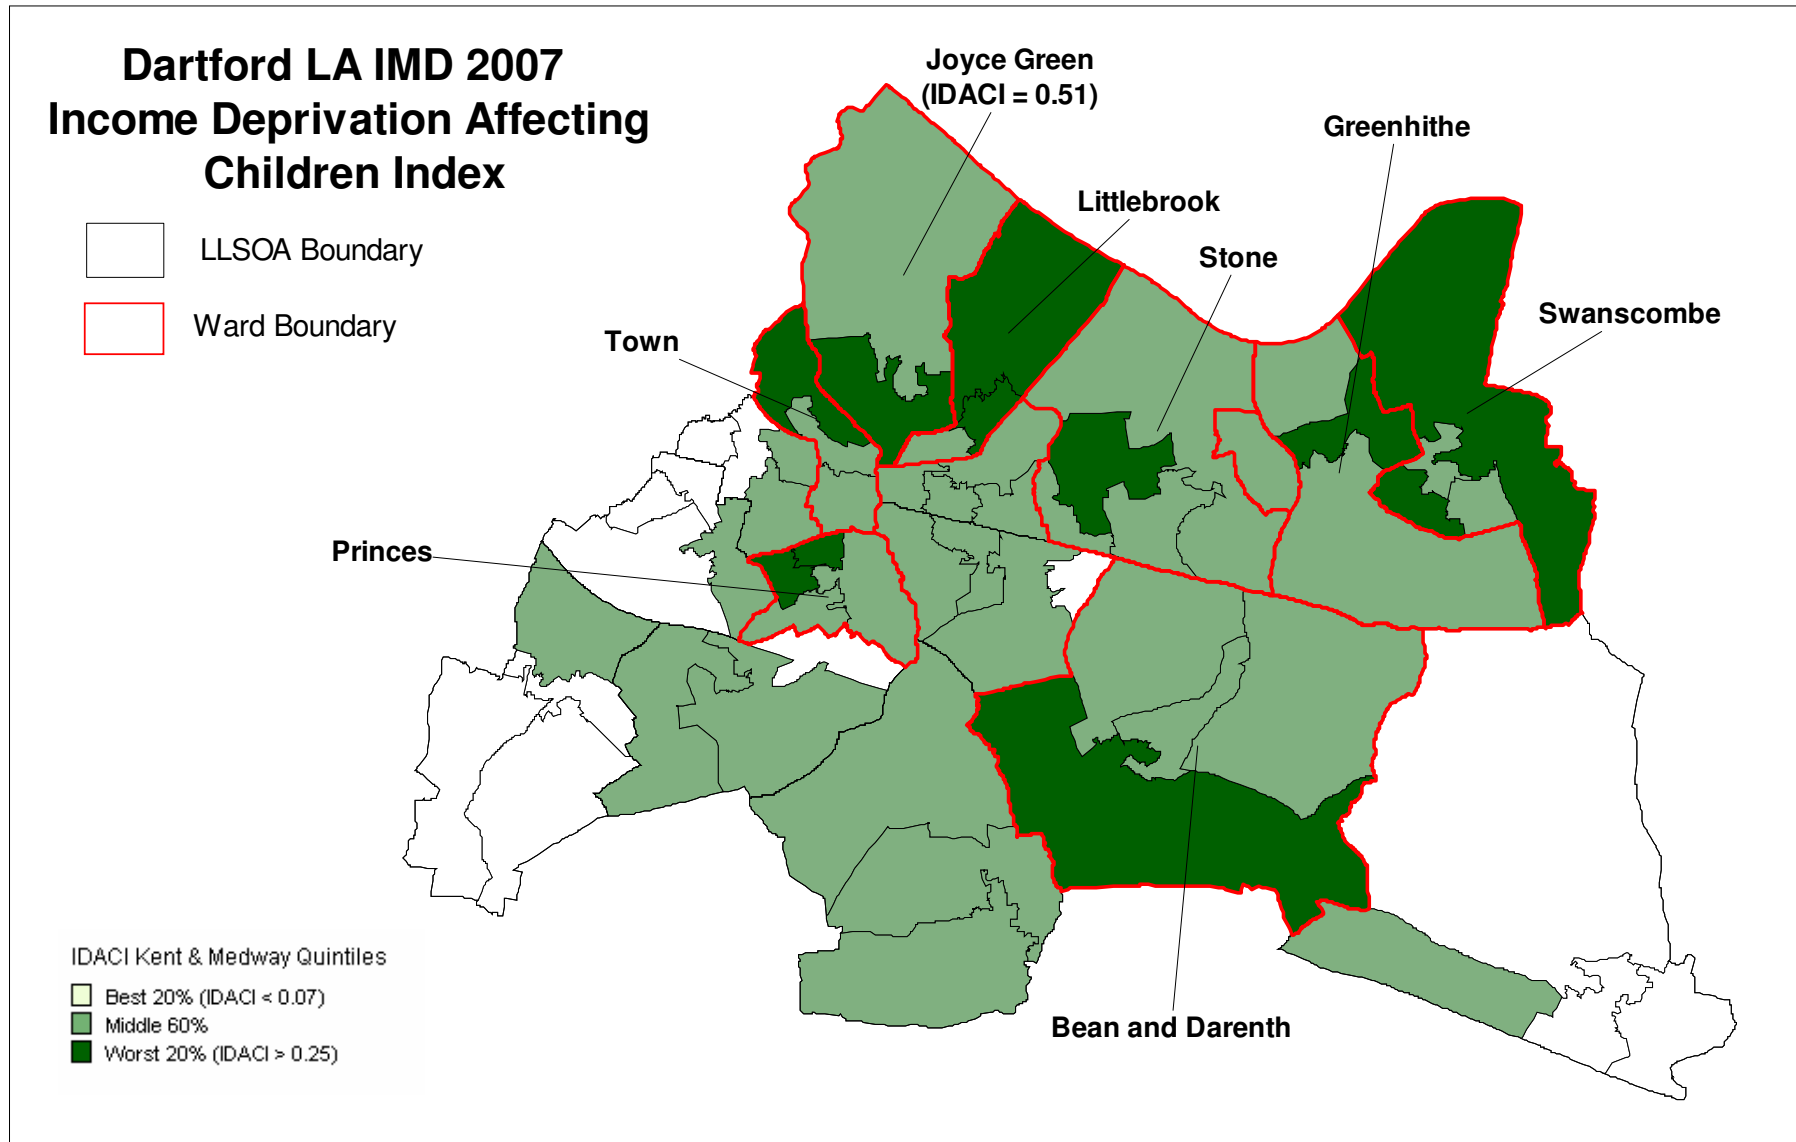 Dartford LA IMD 2007
Income Deprivation Affecting
Children Index
LLSOA Boundary
Ward Boundary
Joyce Green
(IDACI = 0.51)
Greenhithe
Littlebrook
Stone
Swanscombe
Town
Princes
Bean and Darenth
IDACI Kent & Medway Quintiles
Best 20% (IDACI < 0.07)
Middle 60%
Worst 20% (IDACI > 0.25)